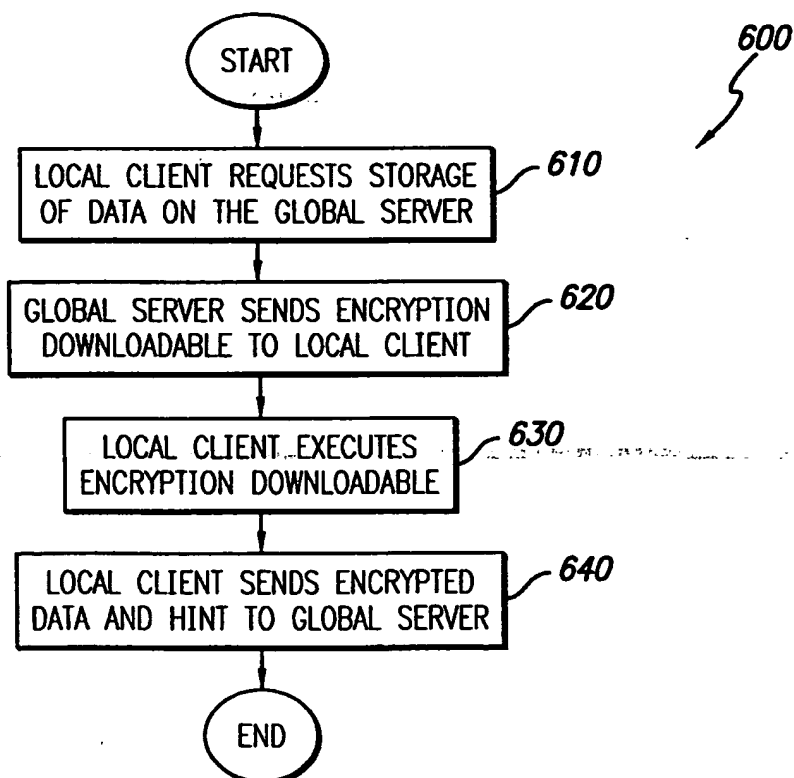 START
600
LOCAL CLIENT REQUESTS STORAGE
OF DATA ON THE GLOBAL SERVER
610
GLOBAL SERVER SENDS ENCRYPTION
DOWNLOADABLE TO LOCAL CLIENT
620
LOCAL CLIENT EXECUTES
ENCRYPTION DOWNLOADABLE
630
LOCAL CLIENT SENDS ENCRYPTED
DATA AND HINT TO GLOBAL SERVER
640
END